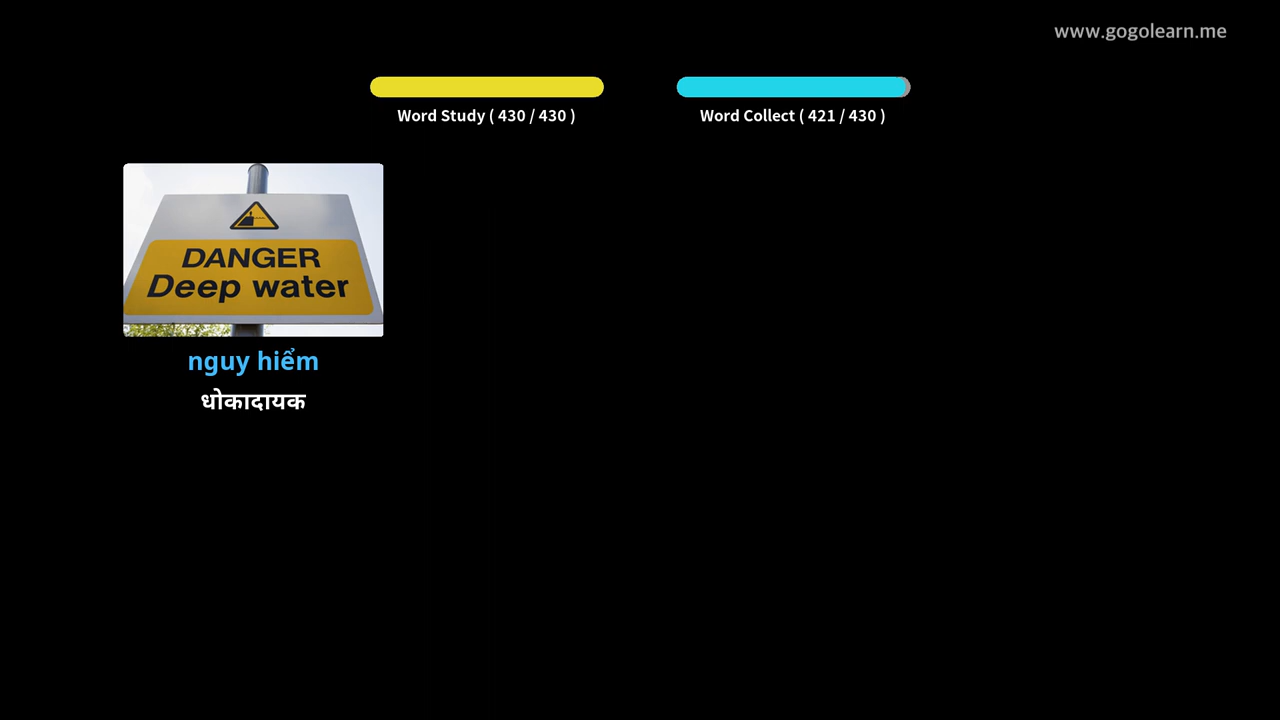 www.gogolearn.me
Word Study ( 430 / 430 )
Word Collect ( 421 / 430 )
DANGER
Deep water
nguy hiểm
धोकादायक